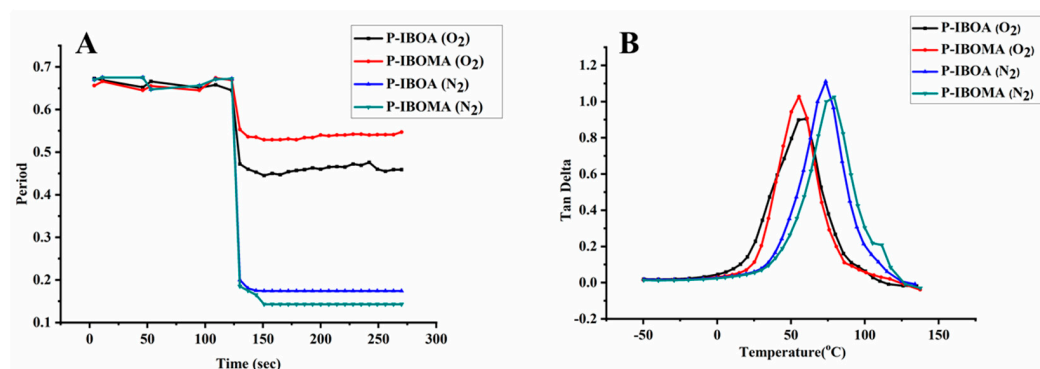 A
P-IBOA (O2)
P-IBOMA (O2)
P-IBOA (N2)
P-IBOMA (N2)
0.7
0.6
0.5
0.4
0.3
0.2
0.1
Period
0 50 100 150 200 250 300
Time (sec)
B
P-IBOA (O2)
P-IBOMA (O2)
P-IBOA (N2)
P-IBOMA (N2)
1.2
1.0
0.8
0.6
0.4
0.2
0.0
-0.2
Tan Delta
-50 0 50 100 150
Temperature(oC)